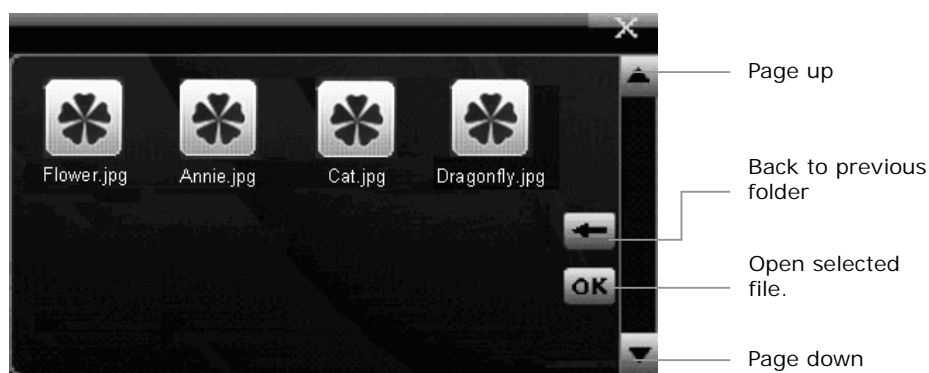 Page up
Flower.jpg
Annie.jpg
Cat.jpg
Dragonfly.jpg
Back to previous
folder
OK
Open selected
file.
Page down